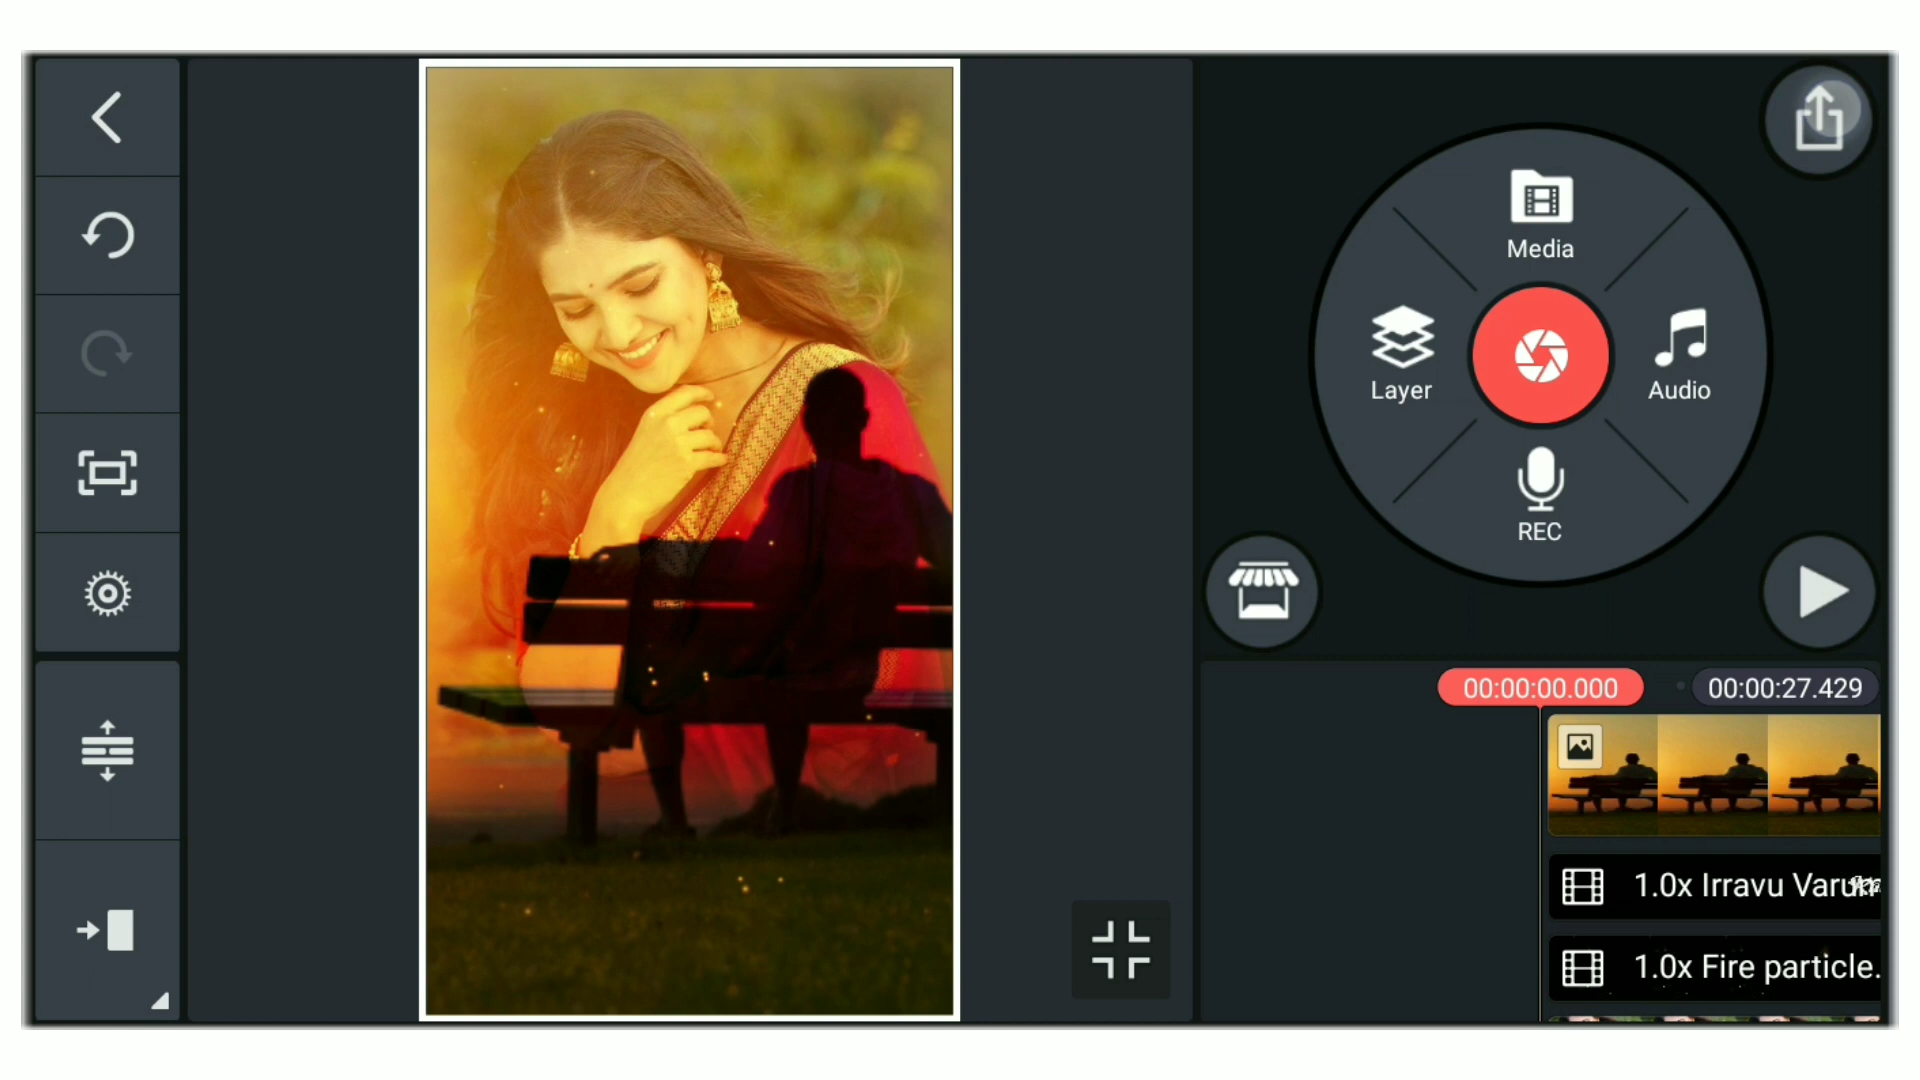 Media
Layer
Audio
REC
00:00:00.000
00:00:27.429
1.0x Irravu Varu
1.0x Fire particle.